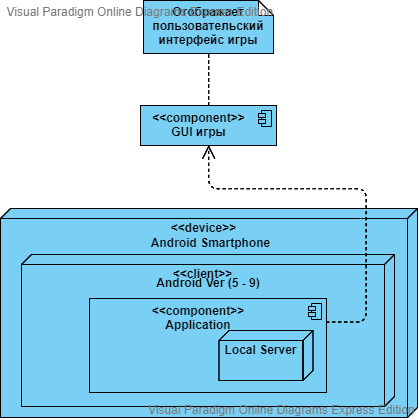 Visual Paradigm Online Diagrams Express Edition
Отображает
пользовательский
интерфейс игры
<<component>>
GUI игры
<<device>>
Android Smartphone
<<client>>
Android Ver (5 - 9)
<<component>>
Application
Local Server
Visual Paradigm Online Diagrams Express Edition